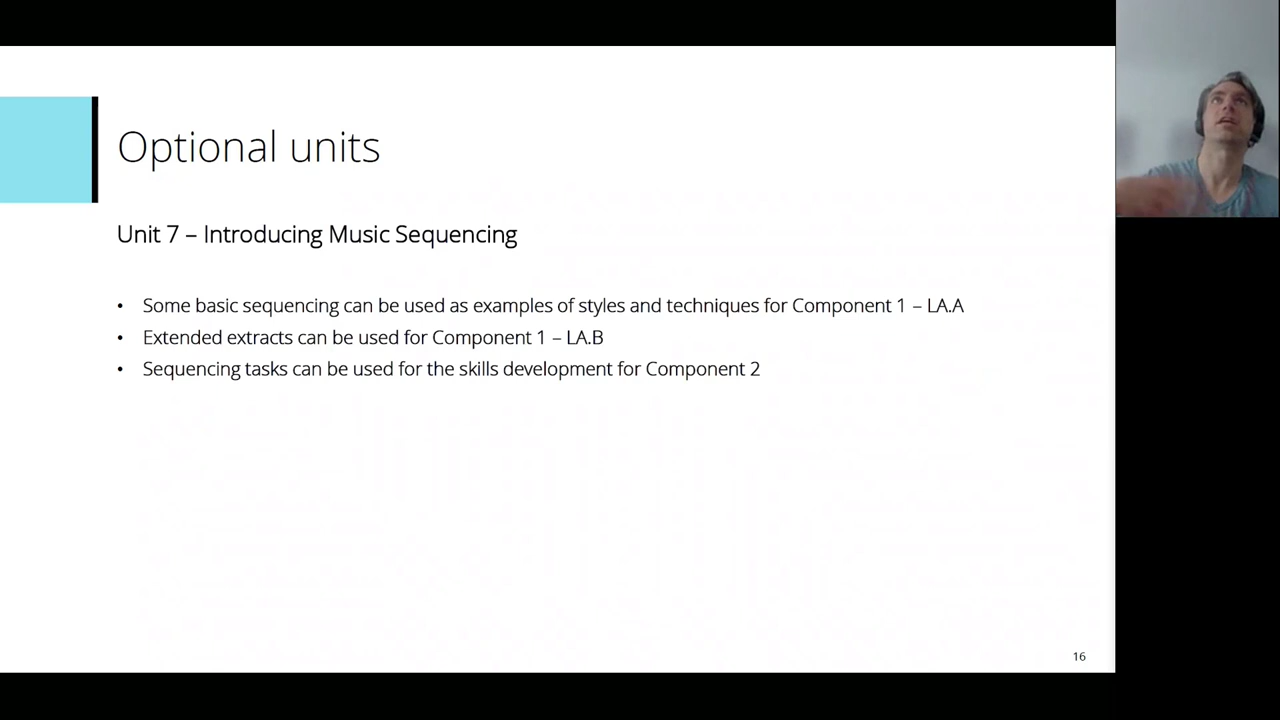 Optional units
Unit 7 – Introducing Music Sequencing
• Some basic sequencing can be used as examples of styles and techniques for Component 1 – LA.A
• Extended extracts can be used for Component 1 – LA.B
• Sequencing tasks can be used for the skills development for Component 2
16